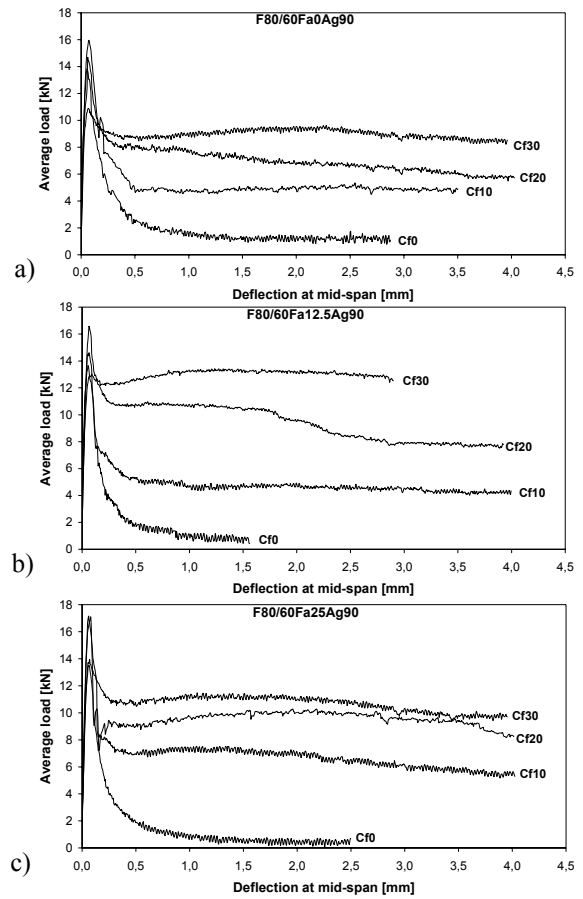 F80/60Fa0Ag90
Average load [kN]
18
16
14
12
10
8
6
4
2
0
Cf30
Cf20
Cf10
Cf0
a)
0,0 0,5 1,0 1,5 2,0 2,5 3,0 3,5 4,0 4,5
Deflection at mid-span [mm]
F80/60Fa12.5Ag90
Average load [kN]
18
16
14
12
10
8
6
4
2
0
Cf30
Cf20
Cf10
Cf0
b)
0,0 0,5 1,0 1,5 2,0 2,5 3,0 3,5 4,0 4,5
Deflection at mid-span [mm]
F80/60Fa25Ag90
Average load [kN]
18
16
14
12
10
8
6
4
2
0
Cf30
Cf20
Cf10
Cf0
c)
0,0 0,5 1,0 1,5 2,0 2,5 3,0 3,5 4,0 4,5
Deflection at mid-span [mm]